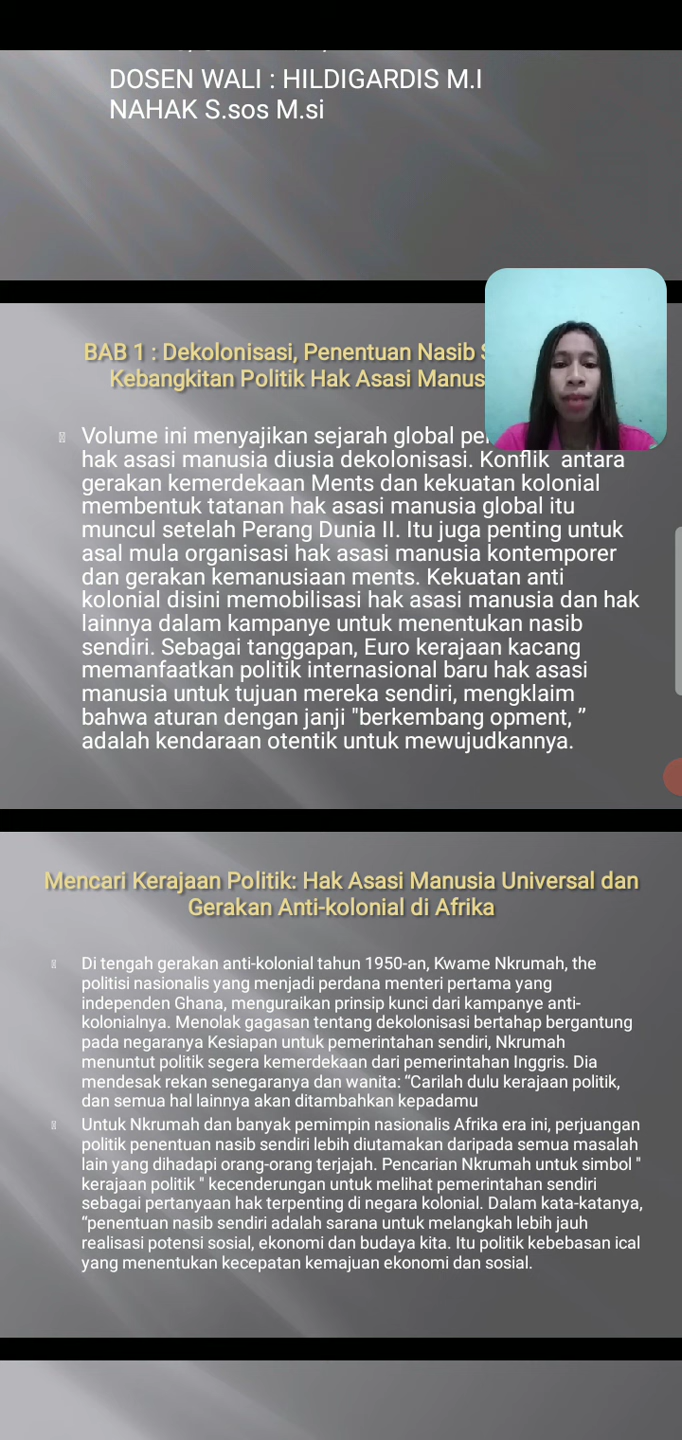 DOSEN WALI : HILDIGARDIS M.I
NAHAK S.sos M.si
BAB 1 : Dekolonisasi, Penentuan Nasib
Kebangkitan Politik Hak Asasi Manus
Volume ini menyajikan sejarah global pe
hak asasi manusia diusia dekolonisasi. Konflik antara
gerakan kemerdekaan Ments dan kekuatan kolonial
membentuk tatanan hak asasi manusia global itu
muncul setelah Perang Dunia II. Itu juga penting untuk
asal mula organisasi hak asasi manusia kontemporer
dan gerakan kemanusiaan ments. Kekuatan anti
kolonial disini memobilisasi hak asasi manusia dan hak
lainnya dalam kampanye untuk menentukan nasib
sendiri. Sebagai tanggapan, Euro kerajaan kacang
memanfaatkan politik internasional baru hak asasi
manusia untuk tujuan mereka sendiri, mengklaim
bahwa aturan dengan janji "berkembang opment, ”
adalah kendaraan otentik untuk mewujudkannya.
Mencari Kerajaan Politik: Hak Asasi Manusia Universal dan
Gerakan Anti-kolonial di Afrika
Di tengah gerakan anti-kolonial tahun 1950-an, Kwame Nkrumah, the
politisi nasionalis yang menjadi perdana menteri pertama yang
independen Ghana, menguraikan prinsip kunci dari kampanye anti-
kolonialnya. Menolak gagasan tentang dekolonisasi bertahap bergantung
pada negaranya Kesiapan untuk pemerintahan sendiri, Nkrumah
menuntut politik segera kemerdekaan dari pemerintahan Inggris. Dia
mendesak rekan senegaranya dan wanita: “Carilah dulu kerajaan politik,
dan semua hal lainnya akan ditambahkan kepadamu
Untuk Nkrumah dan banyak pemimpin nasionalis Afrika era ini, perjuangan
politik penentuan nasib sendiri lebih diutamakan daripada semua masalah
lain yang dihadapi orang-orang terjajah. Pencarian Nkrumah untuk simbol "
kerajaan politik " kecenderungan untuk melihat pemerintahan sendiri
sebagai pertanyaan hak terpenting di negara kolonial. Dalam kata-katanya,
“penentuan nasib sendiri adalah sarana untuk melangkah lebih jauh
realisasi potensi sosial, ekonomi dan budaya kita. Itu politik kebebasan ical
yang menentukan kecepatan kemajuan ekonomi dan sosial.